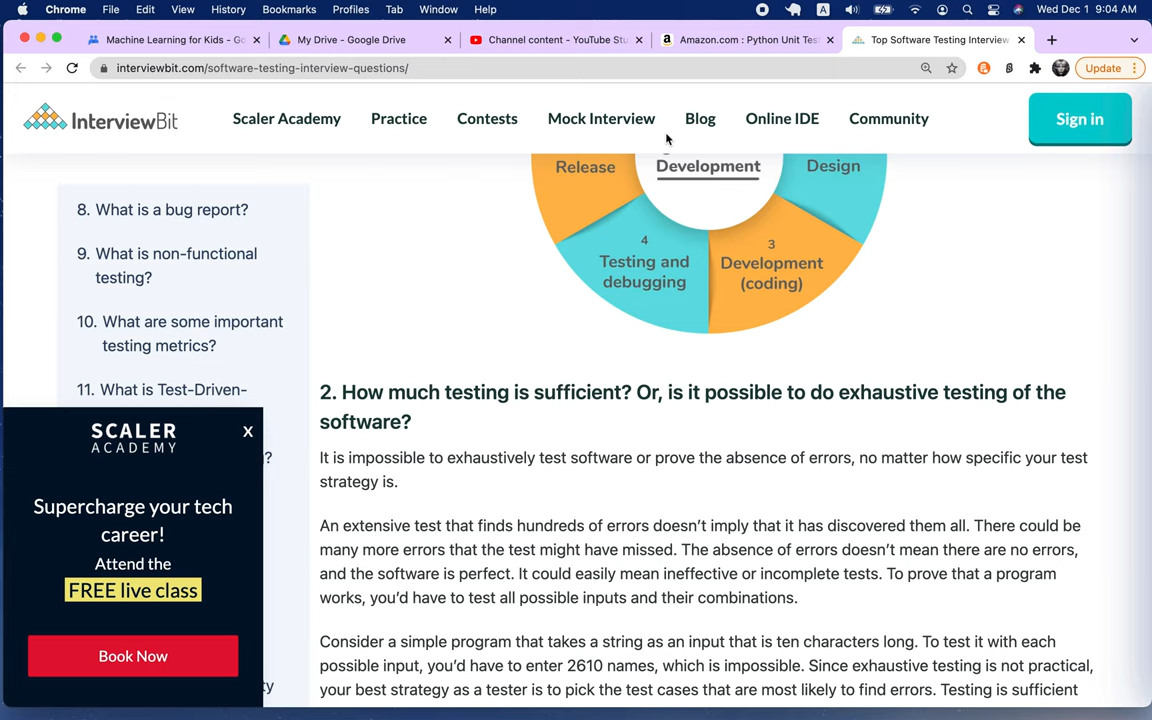 Chrome File Edit View History Bookmarks Profiles Tab Window Help A Wed Dec 1 9:04 AM
Machine Learning for Kids - Go
My Drive - Google Drive
Channel content - YouTube Stu
Amazon.com : Python Unit Tes
Top Software Testing Interview
interviewbit.com/software-testing-interview-questions/
Update
InterviewBit
Scaler Academy Practice Contests Mock Interview Blog Online IDE Community
Sign in
Release
Development
Design
4
Testing and
debugging
3
Development
(coding)
8. What is a bug report?
9. What is non-functional
testing?
10. What are some important
testing metrics?
11. What is Test-Driven-
?
ty
SCALER
ACADEMY
X
Supercharge your tech
career!
Attend the
FREE live class
Book Now
2. How much testing is sufficient? Or, is it possible to do exhaustive testing of the
software?
It is impossible to exhaustively test software or prove the absence of errors, no matter how specific your test
strategy is.
An extensive test that finds hundreds of errors doesn't imply that it has discovered them all. There could be
many more errors that the test might have missed. The absence of errors doesn't mean there are no errors,
and the software is perfect. It could easily mean ineffective or incomplete tests. To prove that a program
works, you'd have to test all possible inputs and their combinations.
Consider a simple program that takes a string as an input that is ten characters long. To test it with each
possible input, you'd have to enter 2610 names, which is impossible. Since exhaustive testing is not practical,
your best strategy as a tester is to pick the test cases that are most likely to find errors. Testing is sufficient